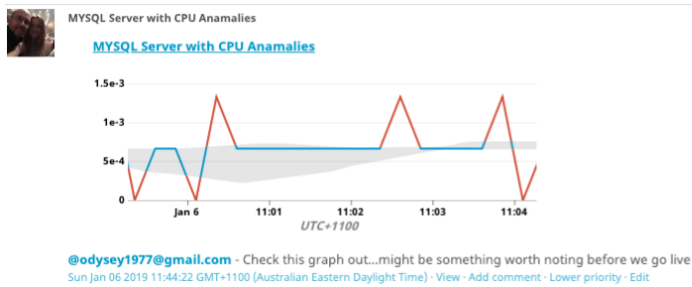 MYSQL Server with CPU Anamalies
MYSQL Server with CPU Anamalies
1.5e-3
1e-3
5e-4
0
Jan 6 11:01 11:02 11:03 11:04
UTC+1100
@odysey1977@gmail.com - Check this graph out...might be something worth noting before we go live
Sun Jan 06 2019 11:44:22 GMT+1100 (Australian Eastern Daylight Time) · View · Add comment · Lower priority · Edit